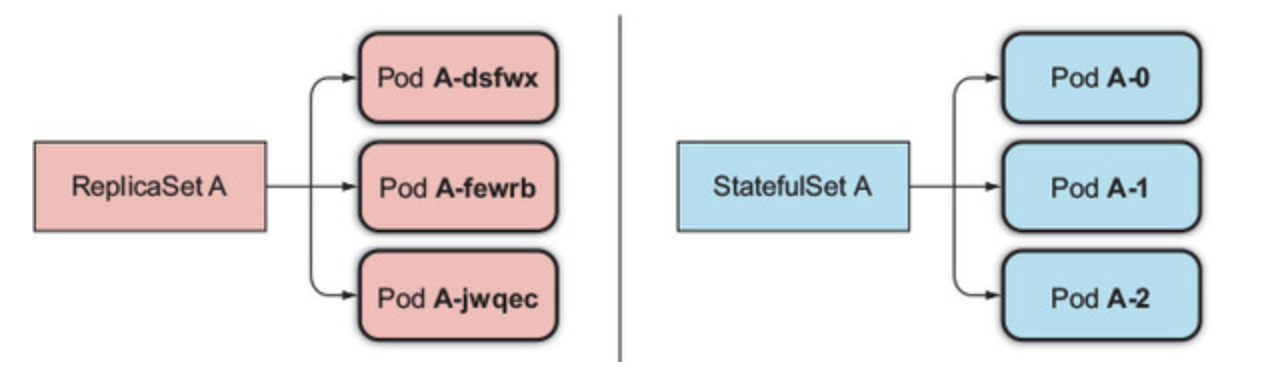 ReplicaSet A
Pod A-dsfwx
Pod A-fewrb
Pod A-jwqec
StatefulSet A
Pod A-0
Pod A-1
Pod A-2